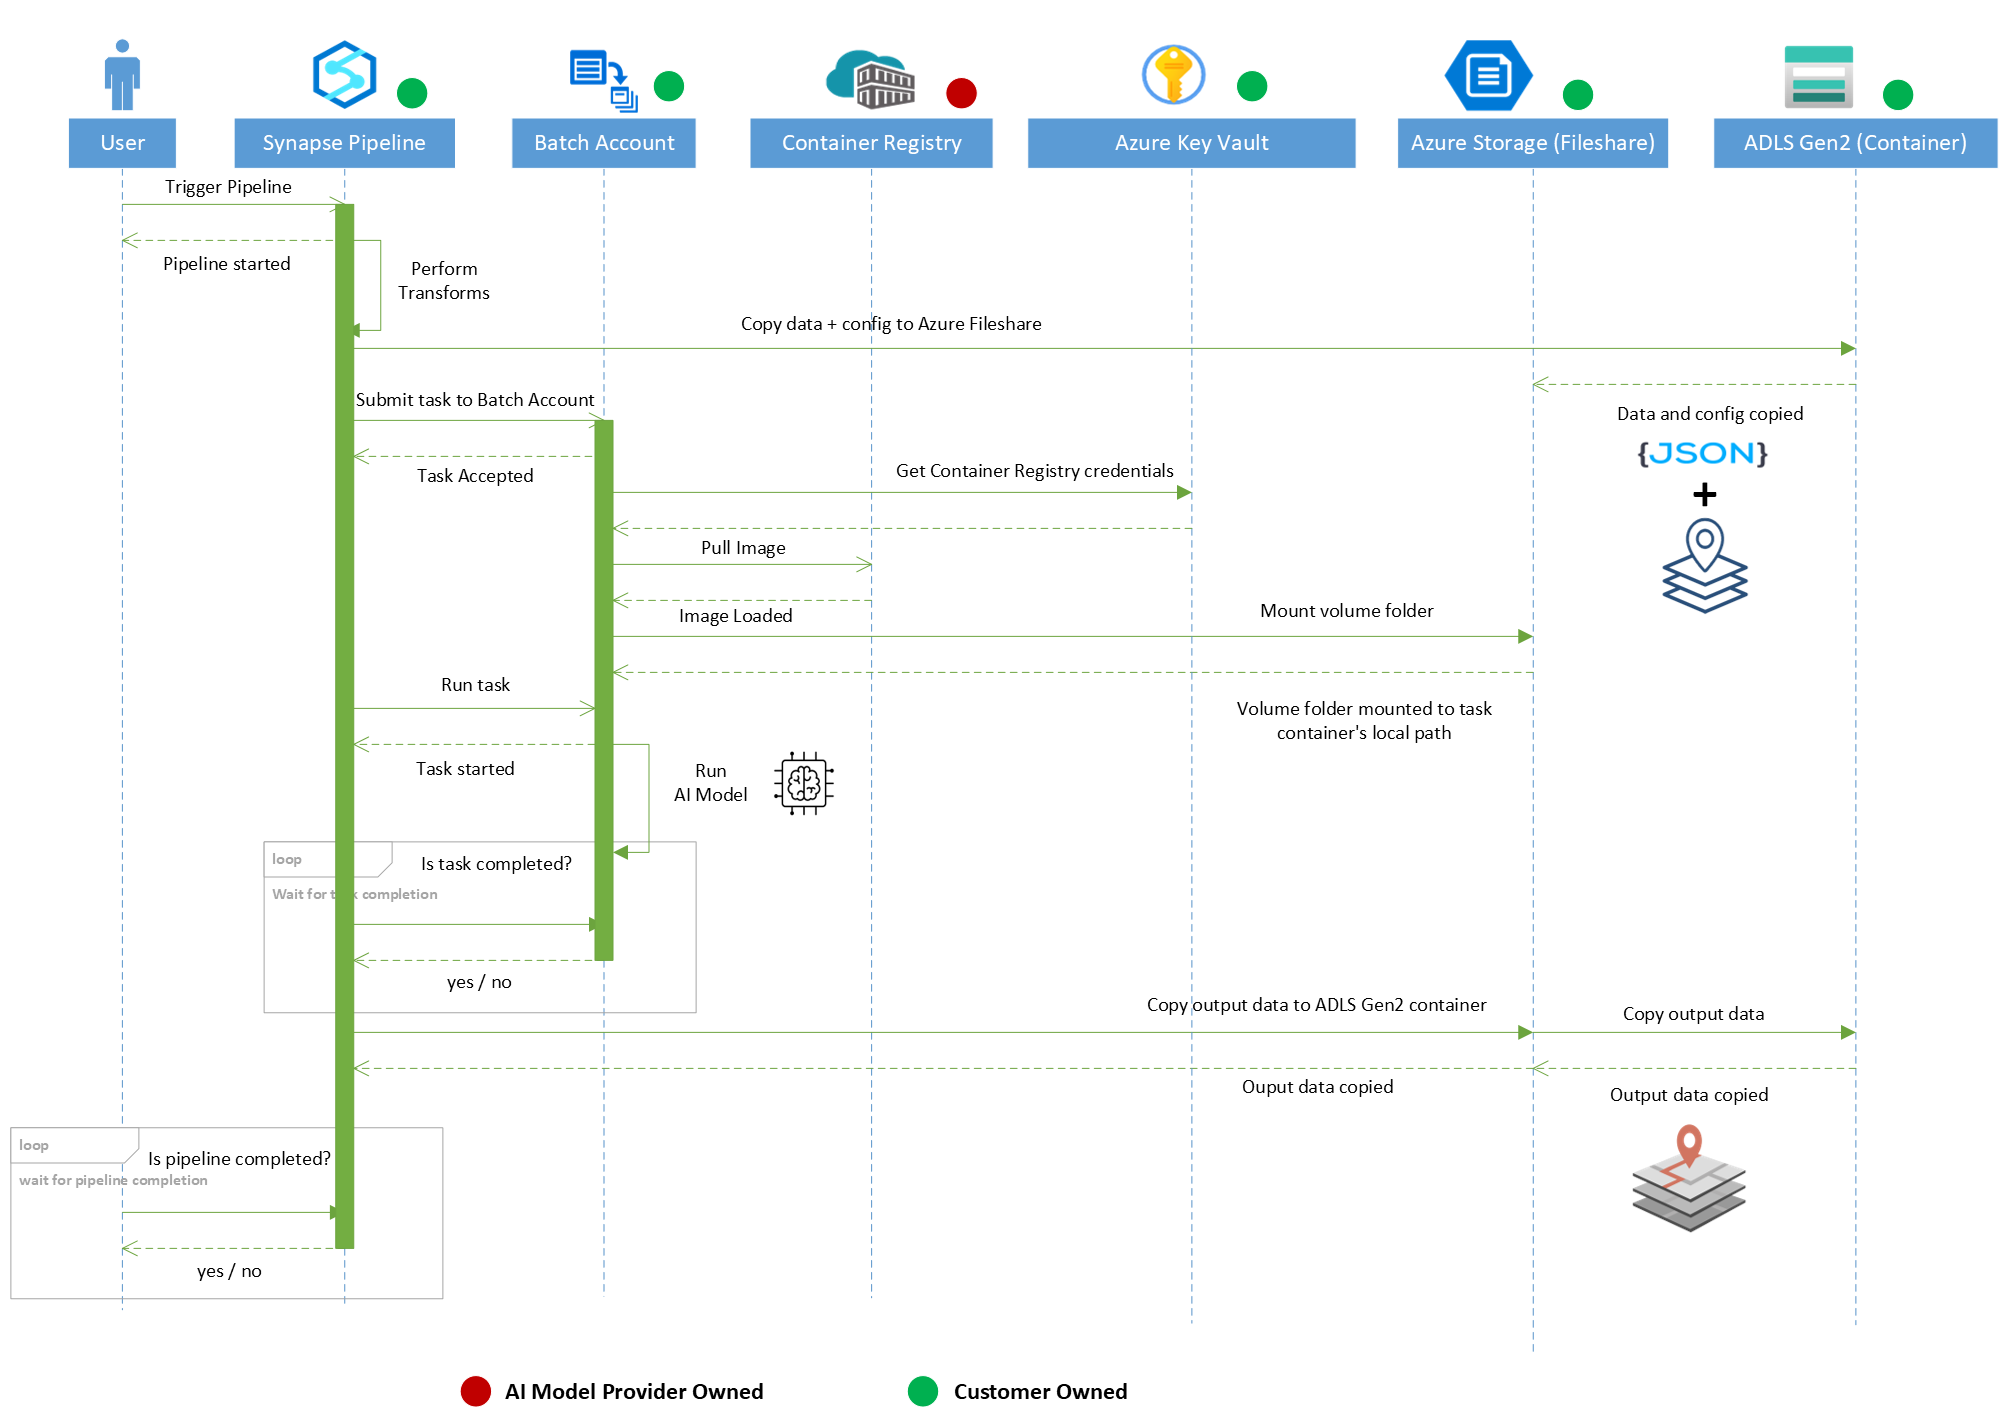 User
Synapse Pipeline
Batch Account
Container Registry
Azure Key Vault
Azure Storage (Fileshare)
ADLS Gen2 (Container)
Trigger Pipeline
Pipeline started
Perform
Transforms
Copy data + config to Azure Fileshare
Submit task to Batch Account
Data and config copied
{JSON}
+
Task Accepted
Get Container Registry credentials
Pull Image
Image Loaded
Mount volume folder
Run task
Volume folder mounted to task
container's local path
Task started
Run
AI Model
loop
Is task completed?
Wait for task completion
yes / no
Copy output data to ADLS Gen2 container
Copy output data
Ouput data copied
Output data copied
loop
Is pipeline completed?
wait for pipeline completion
yes / no
AI Model Provider Owned
Customer Owned